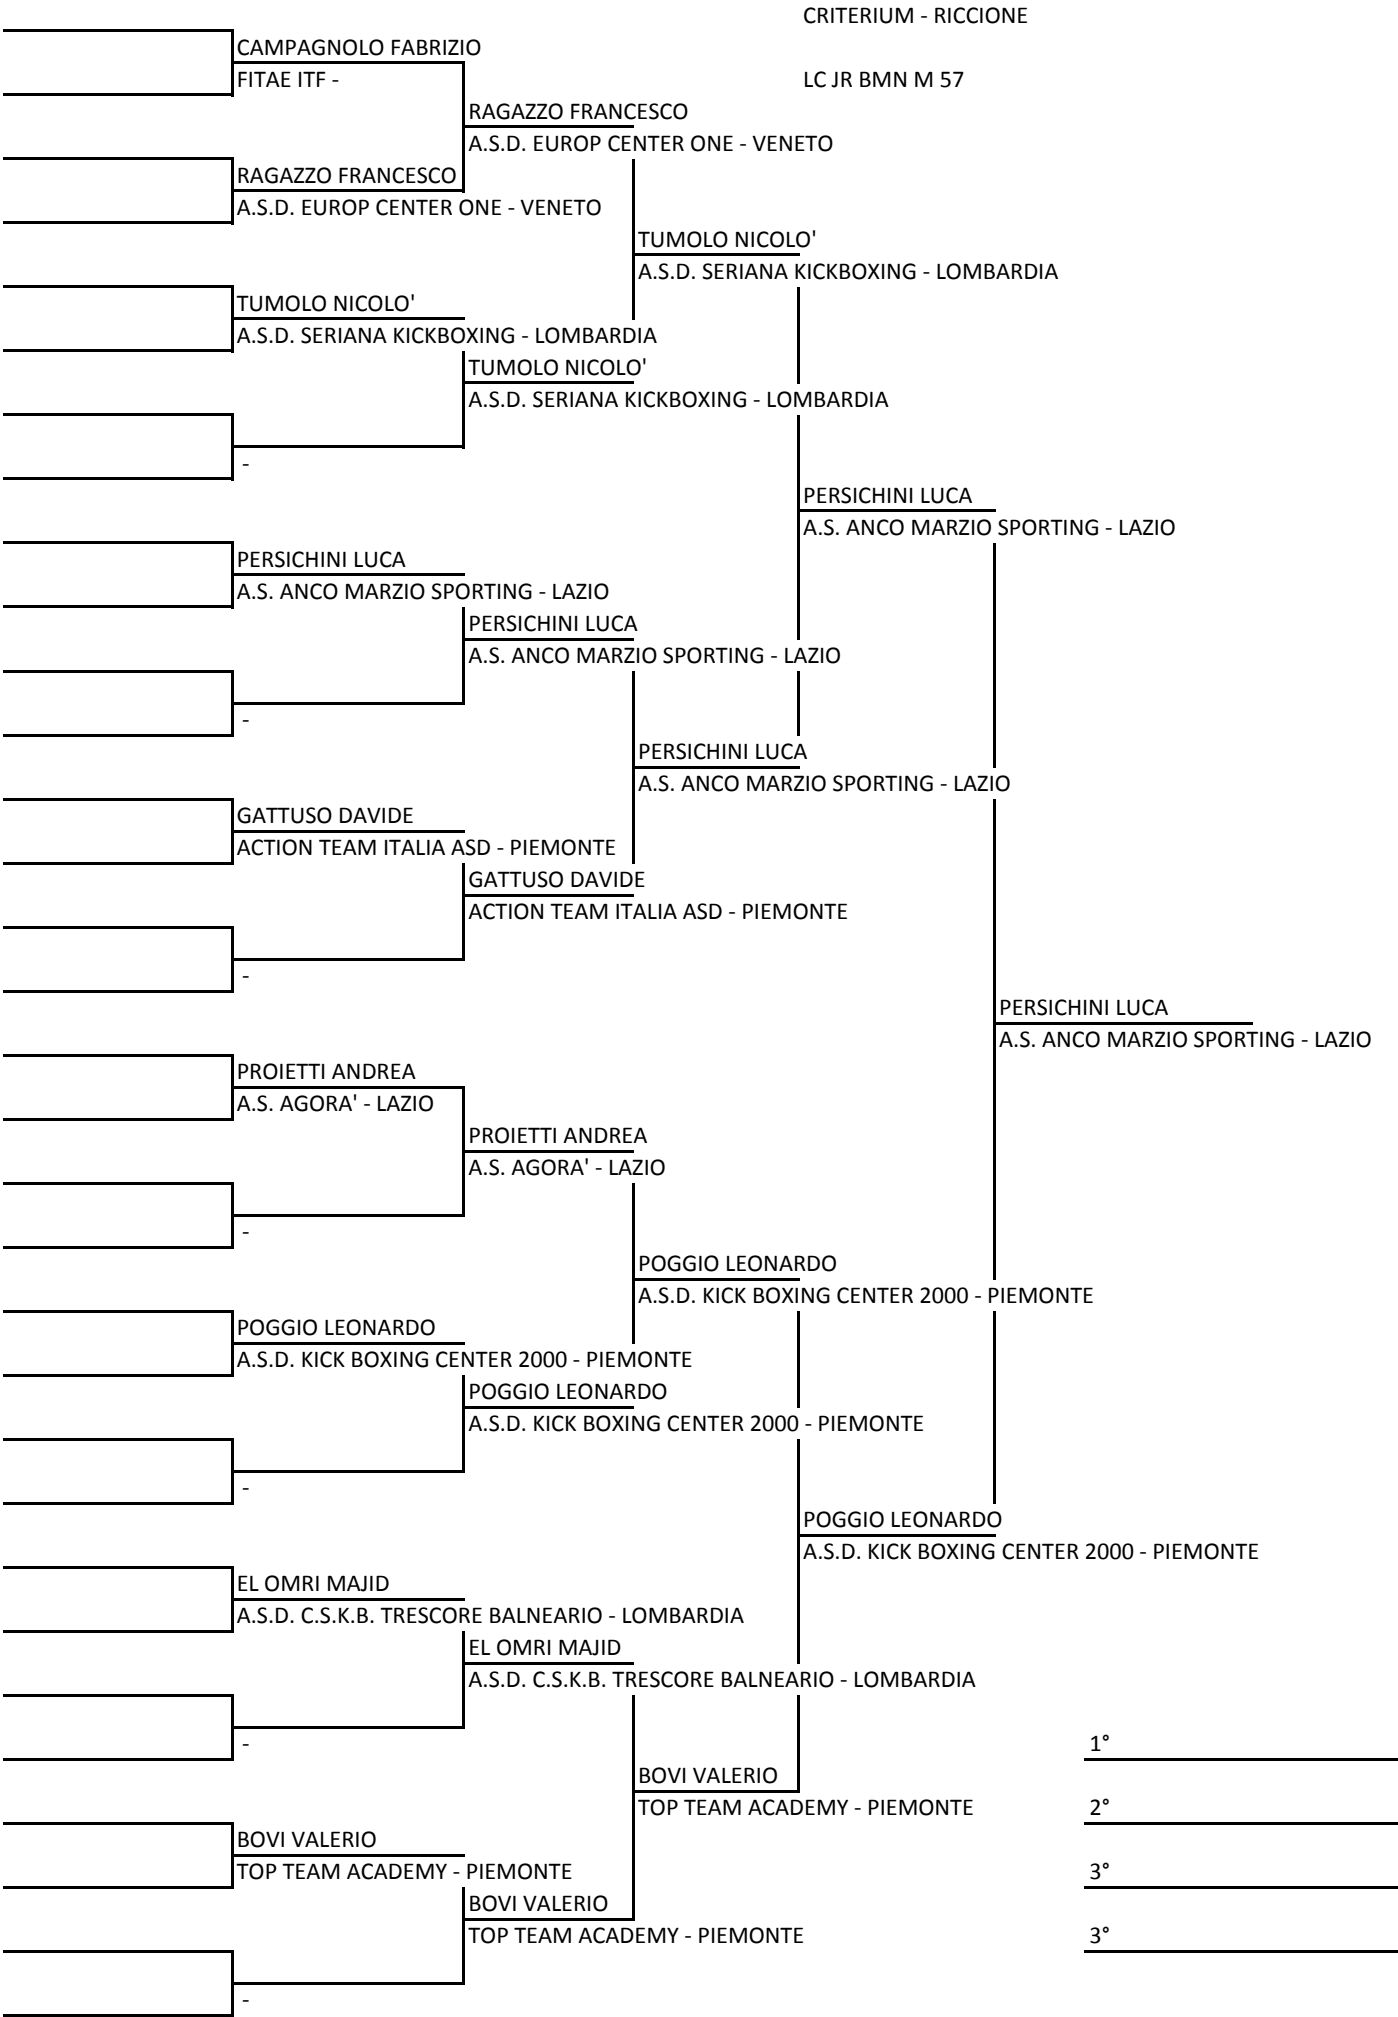 CRITERIUM - RICCIONE
CAMPAGNOLO FABRIZIO
FITAE ITF -
LC JR BMN M 57
RAGAZZO FRANCESCO
A.S.D. EUROP CENTER ONE - VENETO
RAGAZZO FRANCESCO
A.S.D. EUROP CENTER ONE - VENETO
TUMOLO NICOLO'
A.S.D. SERIANA KICKBOXING - LOMBARDIA
TUMOLO NICOLO'
A.S.D. SERIANA KICKBOXING - LOMBARDIA
TUMOLO NICOLO'
A.S.D. SERIANA KICKBOXING - LOMBARDIA
-
PERSICHINI LUCA
A.S. ANCO MARZIO SPORTING - LAZIO
PERSICHINI LUCA
A.S. ANCO MARZIO SPORTING - LAZIO
PERSICHINI LUCA
A.S. ANCO MARZIO SPORTING - LAZIO
-
PERSICHINI LUCA
A.S. ANCO MARZIO SPORTING - LAZIO
GATTUSO DAVIDE
ACTION TEAM ITALIA ASD - PIEMONTE
GATTUSO DAVIDE
ACTION TEAM ITALIA ASD - PIEMONTE
-
PERSICHINI LUCA
A.S. ANCO MARZIO SPORTING - LAZIO
PROIETTI ANDREA
A.S. AGORA' - LAZIO
PROIETTI ANDREA
A.S. AGORA' - LAZIO
-
POGGIO LEONARDO
A.S.D. KICK BOXING CENTER 2000 - PIEMONTE
POGGIO LEONARDO
A.S.D. KICK BOXING CENTER 2000 - PIEMONTE
POGGIO LEONARDO
A.S.D. KICK BOXING CENTER 2000 - PIEMONTE
-
POGGIO LEONARDO
A.S.D. KICK BOXING CENTER 2000 - PIEMONTE
EL OMRI MAJID
A.S.D. C.S.K.B. TRESCORE BALNEARIO - LOMBARDIA
EL OMRI MAJID
A.S.D. C.S.K.B. TRESCORE BALNEARIO - LOMBARDIA
-
1°
BOVI VALERIO
TOP TEAM ACADEMY - PIEMONTE
2°
BOVI VALERIO
TOP TEAM ACADEMY - PIEMONTE
3°
BOVI VALERIO
TOP TEAM ACADEMY - PIEMONTE
3°
-